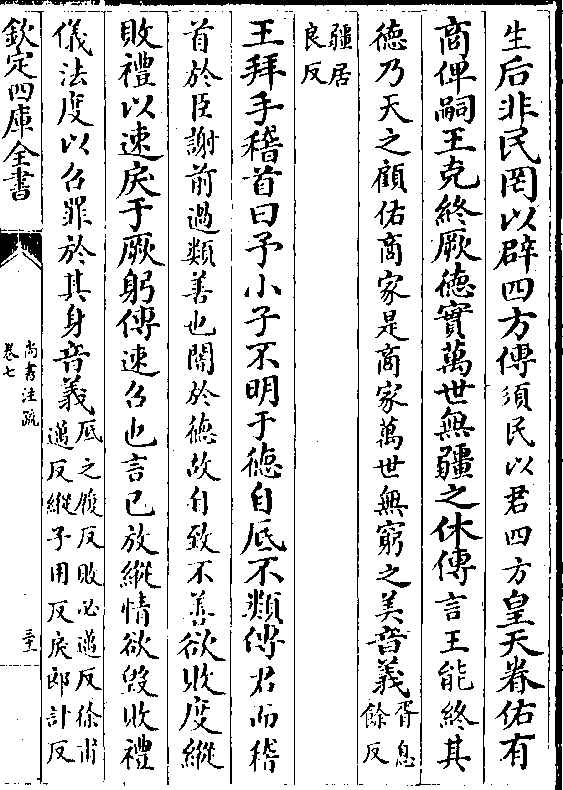 生后非民罔以辟四方傳須民以君四方皇天眷佑有
商俾嗣王克終厥德實萬世無疆之休傳言王能終其
德乃天之顧佑商家是商家萬世無窮之美音義胥息
餘反
疆居
良反
王拜手稽首曰予小子不明于德自厎不類傳君而稽
首於臣謝前過類善也闇於德故自致不善欲敗度縱
敗禮以速戾于厥躬傳速召也言已放縱情欲毀敗禮
儀法度以召罪於其身音義厎之履反敗必邁反徐甫
邁反縱子用反戾郎計反
欽定四庫全書
尚書注疏
卷七
三十